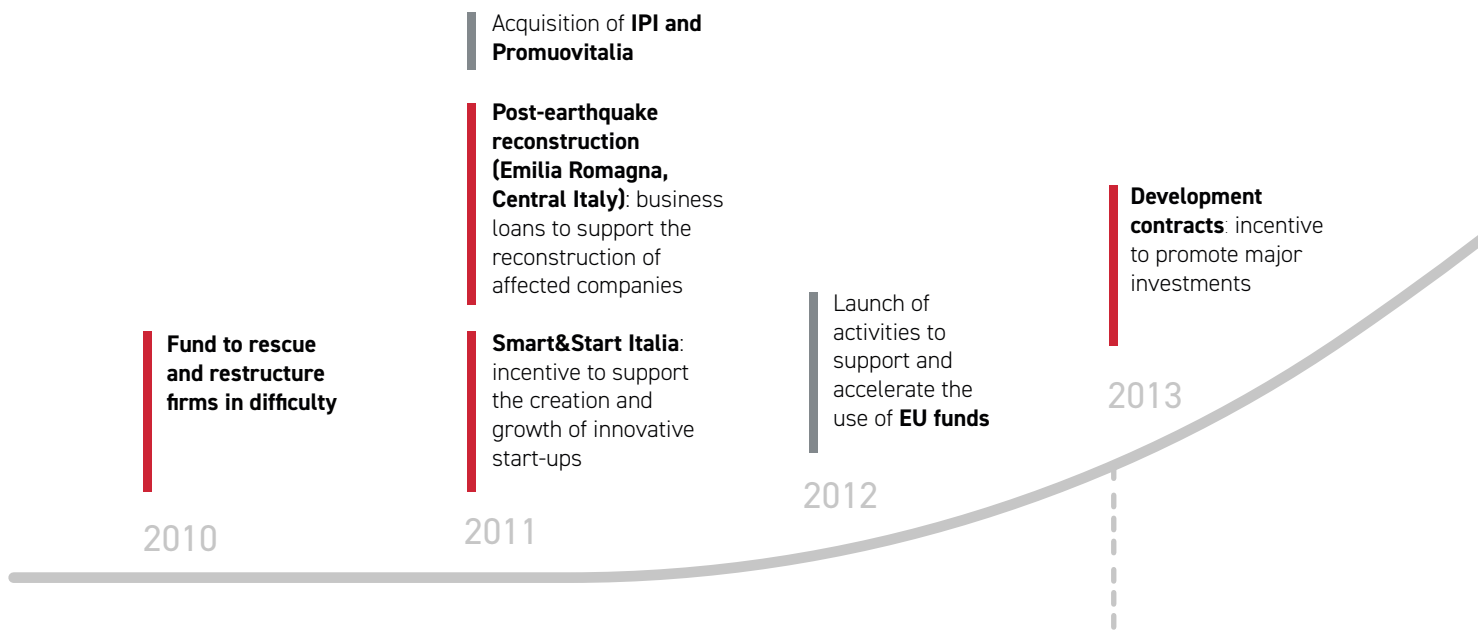 Acquisition of IPI and
Promuovitalia
Post-earthquake
reconstruction
(Emilia Romagna,
Central Italy): business
loans to support the
reconstruction of
affected companies
Smart&Start Italia:
incentive to support
the creation and
growth of innovative
start-ups
2011
Fund to rescue
and restructure
firms in difficulty
2010
Launch of
activities to
support and
accelerate the
use of EU funds
2012
Development
contracts: incentive
to promote major
investments
2013